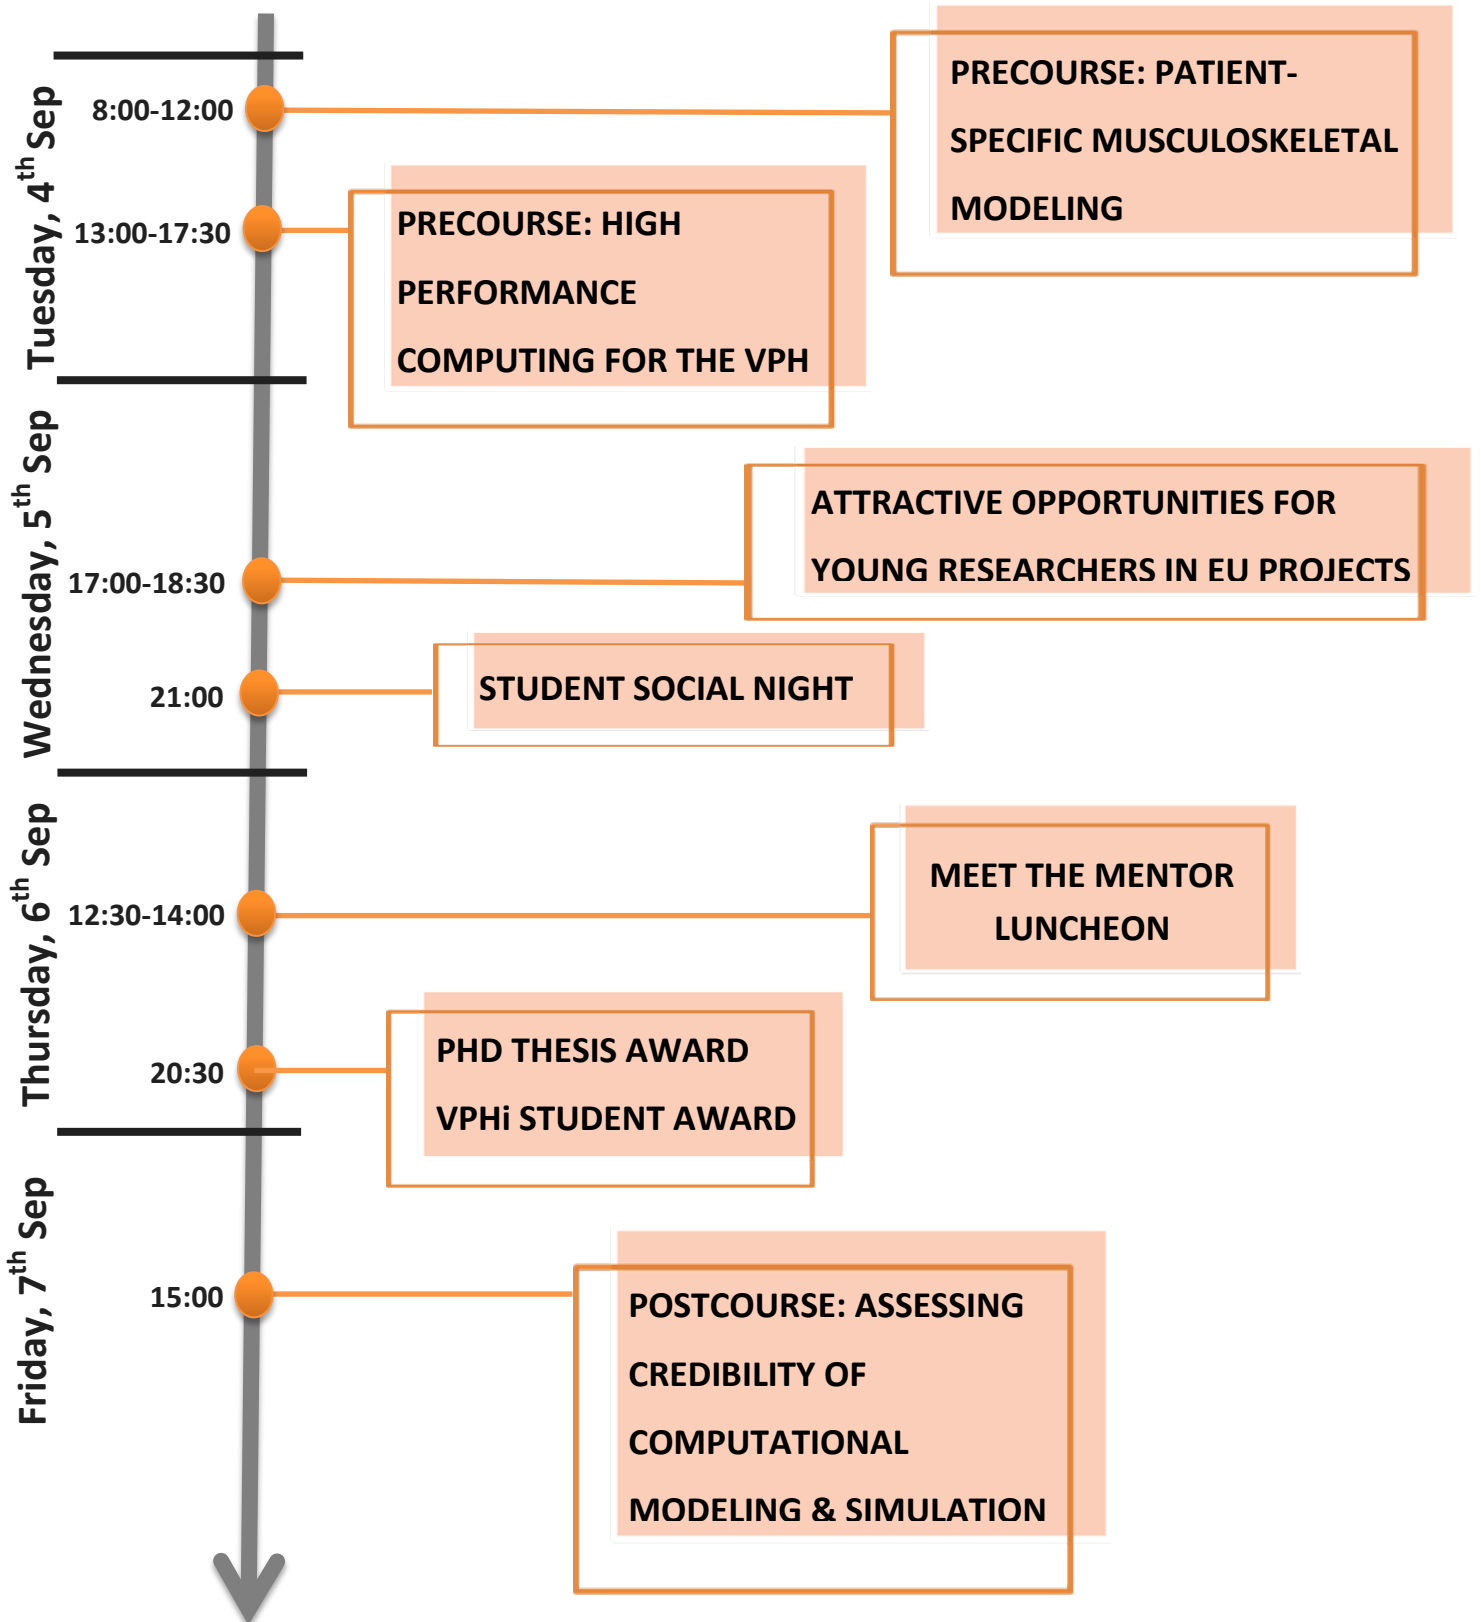 Tuesday, 4th Sep
8:00-12:00
PRECOURSE: PATIENT-
SPECIFIC MUSCULOSKELETAL
MODELING
13:00-17:30
PRECOURSE: HIGH
PERFORMANCE
COMPUTING FOR THE VPH
Wednesday, 5th Sep
17:00-18:30
ATTRACTIVE OPPORTUNITIES FOR
YOUNG RESEARCHERS IN EU PROJECTS
21:00
STUDENT SOCIAL NIGHT
Thursday, 6th Sep
12:30-14:00
MEET THE MENTOR
LUNCHEON
20:30
PHD THESIS AWARD
VPHi STUDENT AWARD
Friday, 7th Sep
15:00
POSTCOURSE: ASSESSING
CREDIBILITY OF
COMPUTATIONAL
MODELING & SIMULATION